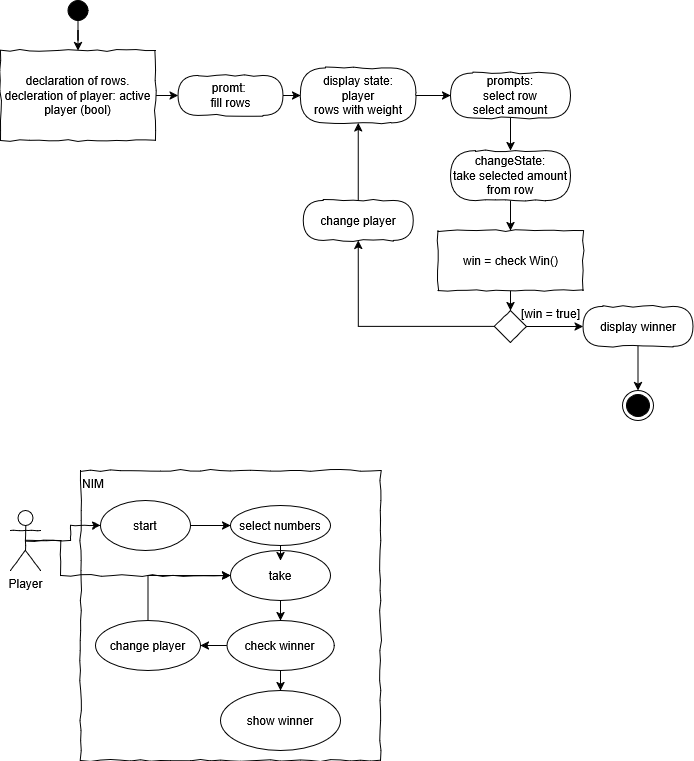 declaration of rows.
decleration of player: active
player (bool)
promt:
fill rows
display state:
player
rows with weight
prompts:
select row
select amount
changeState:
take selected amount
from row
change player
win = check Win()
[win = true]
display winner
NIM
start
select numbers
take
Player
change player
check winner
show winner